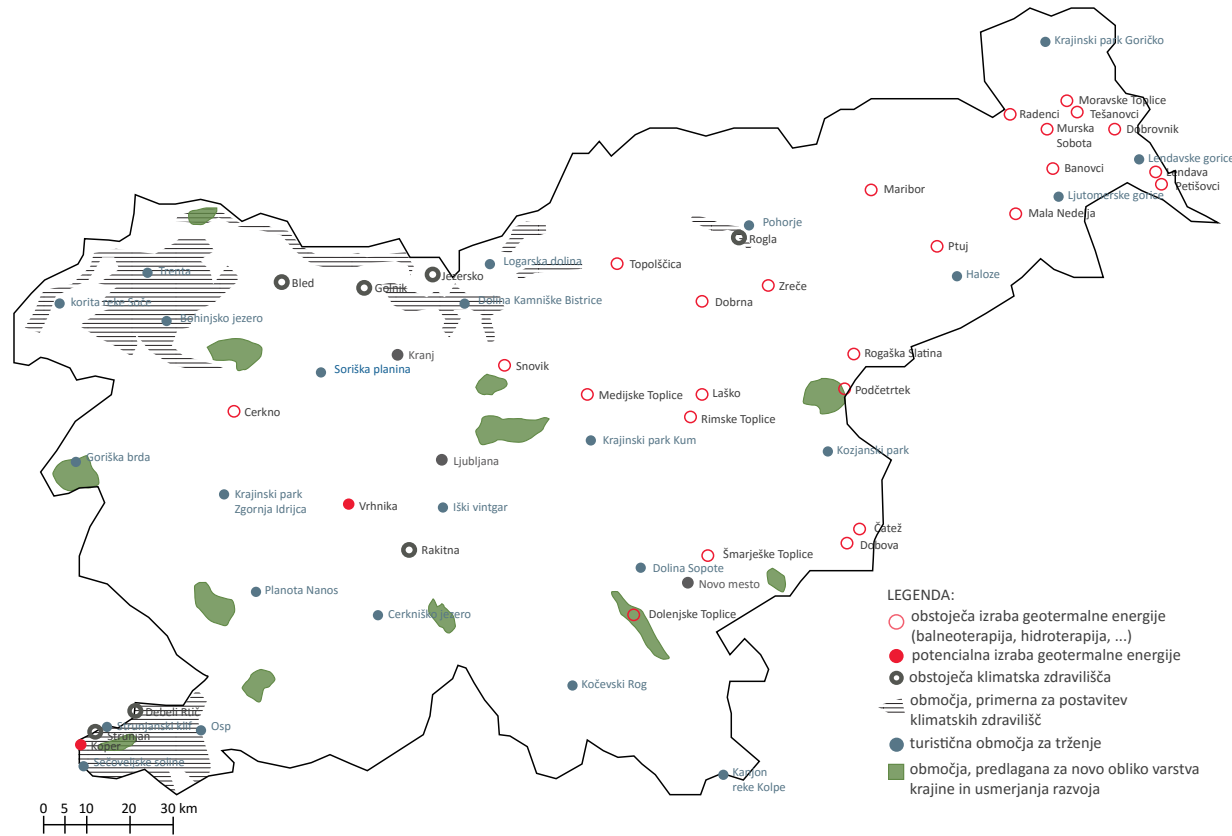 Krajinski park Goričko
Moravske Toplice
Radenci
Tešanovci
Murska
Sobota
Dobrovnik
Lendavske gorice
Banovci
Lendava
Petišovci
Maribor
Ljutomerske gorice
Mala Nedelja
Pohorje
Rogla
Ptuj
Logarska dolina
Topolščica
Trenta
Jezersko
Haloze
Bled
Golnik
Zreče
korita reke Soče
Dolina Kamniške Bistrice
Dobrna
Bohinjsko jezero
Kranj
Rogaška Slatina
Soriška planina
Snovik
Podčetrtek
Medijske Toplice
Laško
Cerkno
Rimske Toplice
Krajinski park Kum
Kozjanski park
Goriška brda
Ljubljana
Krajinski park
Zgornja Idrijca
Vrhnika
Iški vintgar
Čatež
Dobova
Rakitna
Šmarješke Toplice
Dolina Sopote
Novo mesto
Planota Nanos
Cerkniško jezero
Dolenjske Toplice
Kočevski Rog
Debeli Rtič
Strunjanski klif
Osp
Strunjan
Koper
Sečoveljske soline
Kanjon
reke Kolpe
LEGENDA:
obstoječa izraba geotermalne energije
(balneoterapija, hidroterapija, ...)
potencialna izraba geotermalne energije
obstoječa klimatska zdravilišča
območja, primerna za postavitev
klimatskih zdravilišč
turistična območja za trženje
območja, predlagana za novo obliko varstva
krajine in usmerjanja razvoja
0 5 10 20 30 km